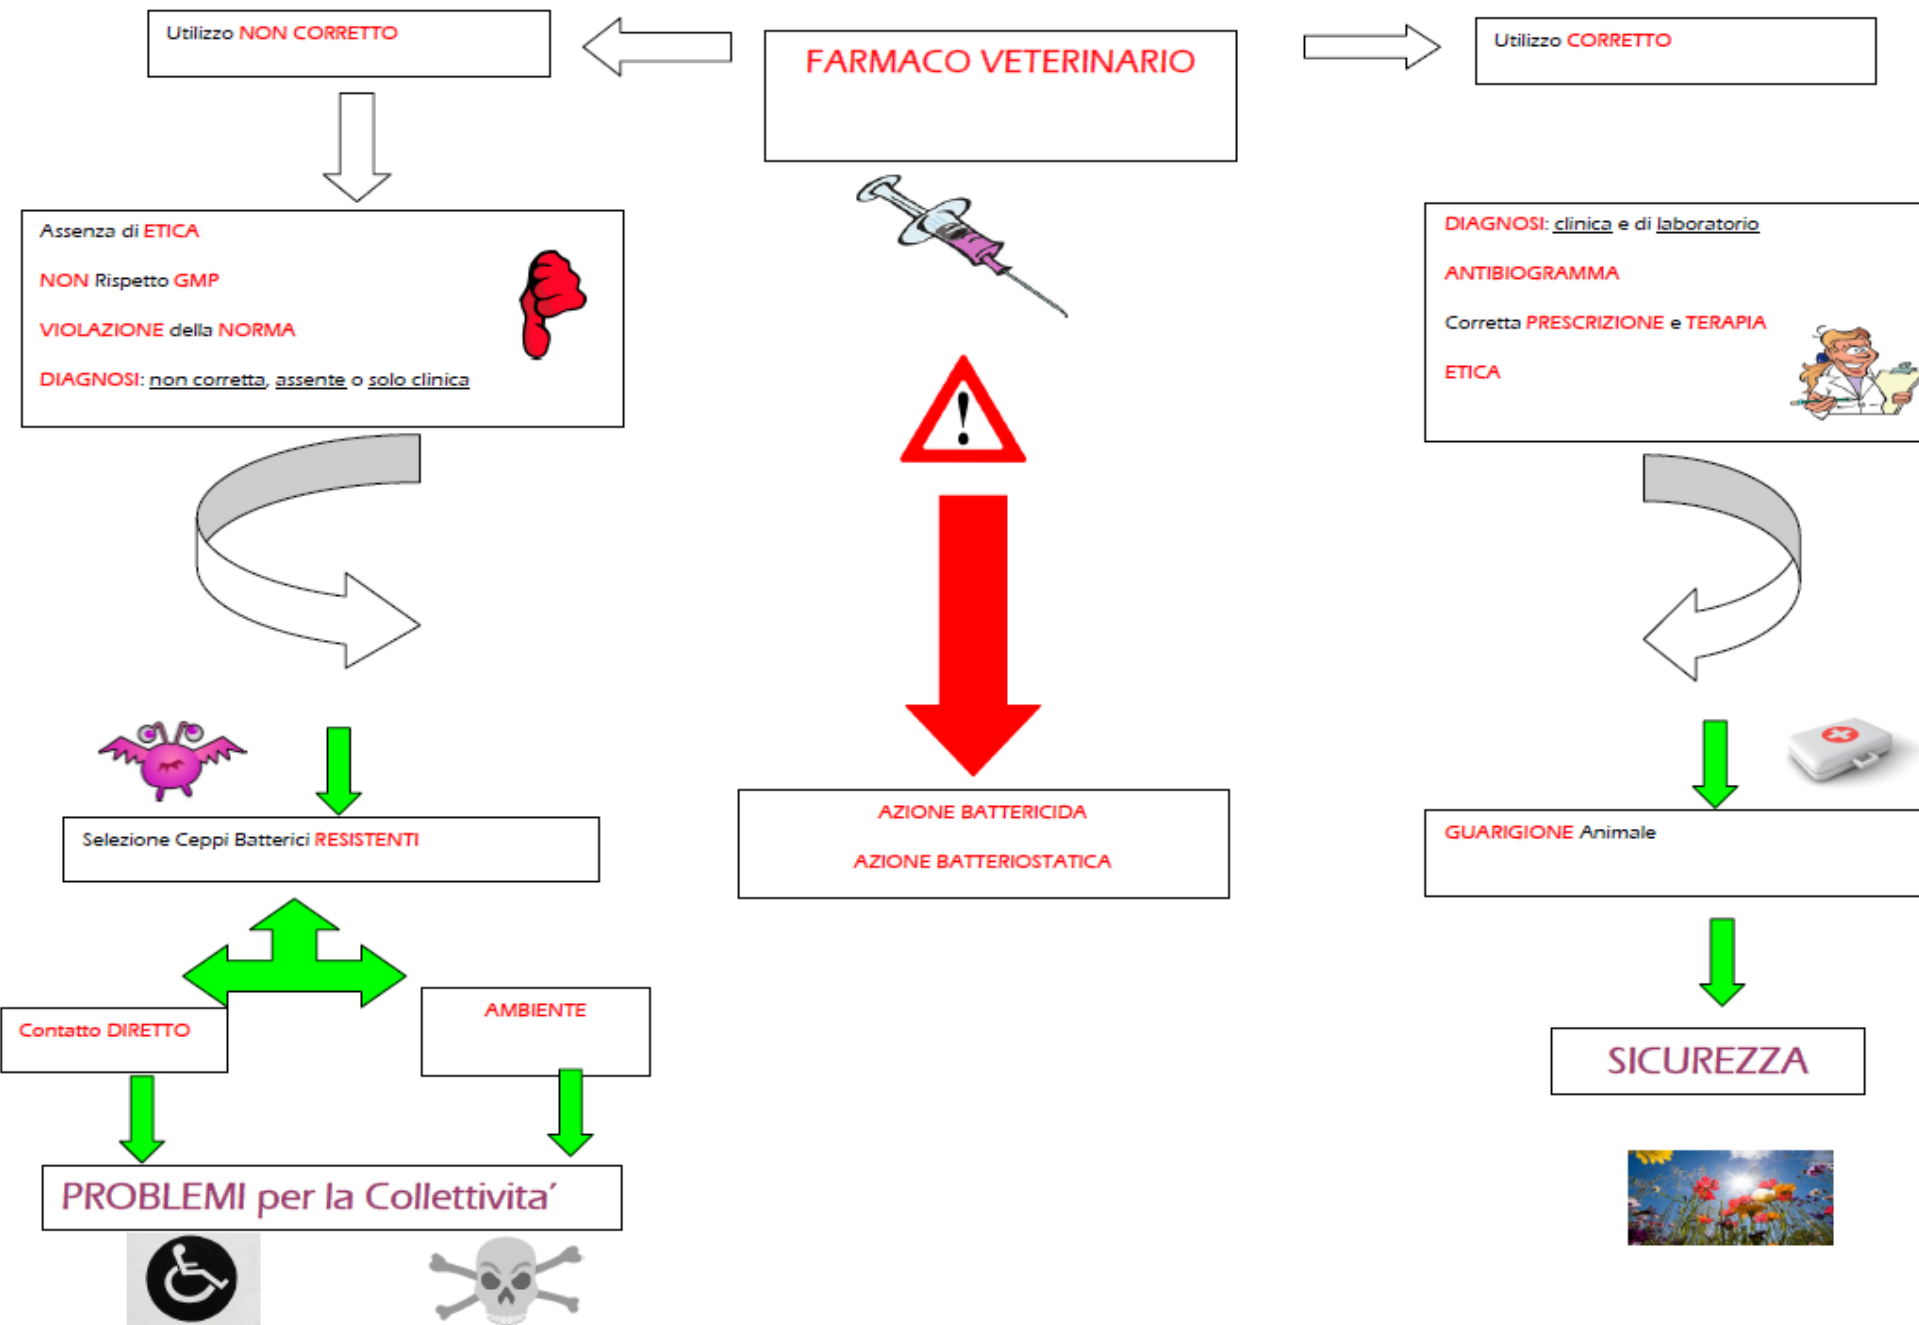 Utilizzo NON CORRETTO
FARMACO VETERINARIO
Utilizzo CORRETTO
Assenza di ETICA
NON Rispetto GMP
VIOLAZIONE della NORMA
DIAGNOSI: non corretta, assente o solo clinica
DIAGNOSI: clinica e di laboratorio
ANTIBIOGRAMMA
Corretta PRESCRIZIONE e TERAPIA
ETICA
Selezione Ceppi Batterici RESISTENTI
AZIONE BATTERICIDA
AZIONE BATTERIOSTATICA
GUARIGIONE Animale
Contatto DIRETTO
AMBIENTE
SICUREZZA
PROBLEMI per la Collettivita´